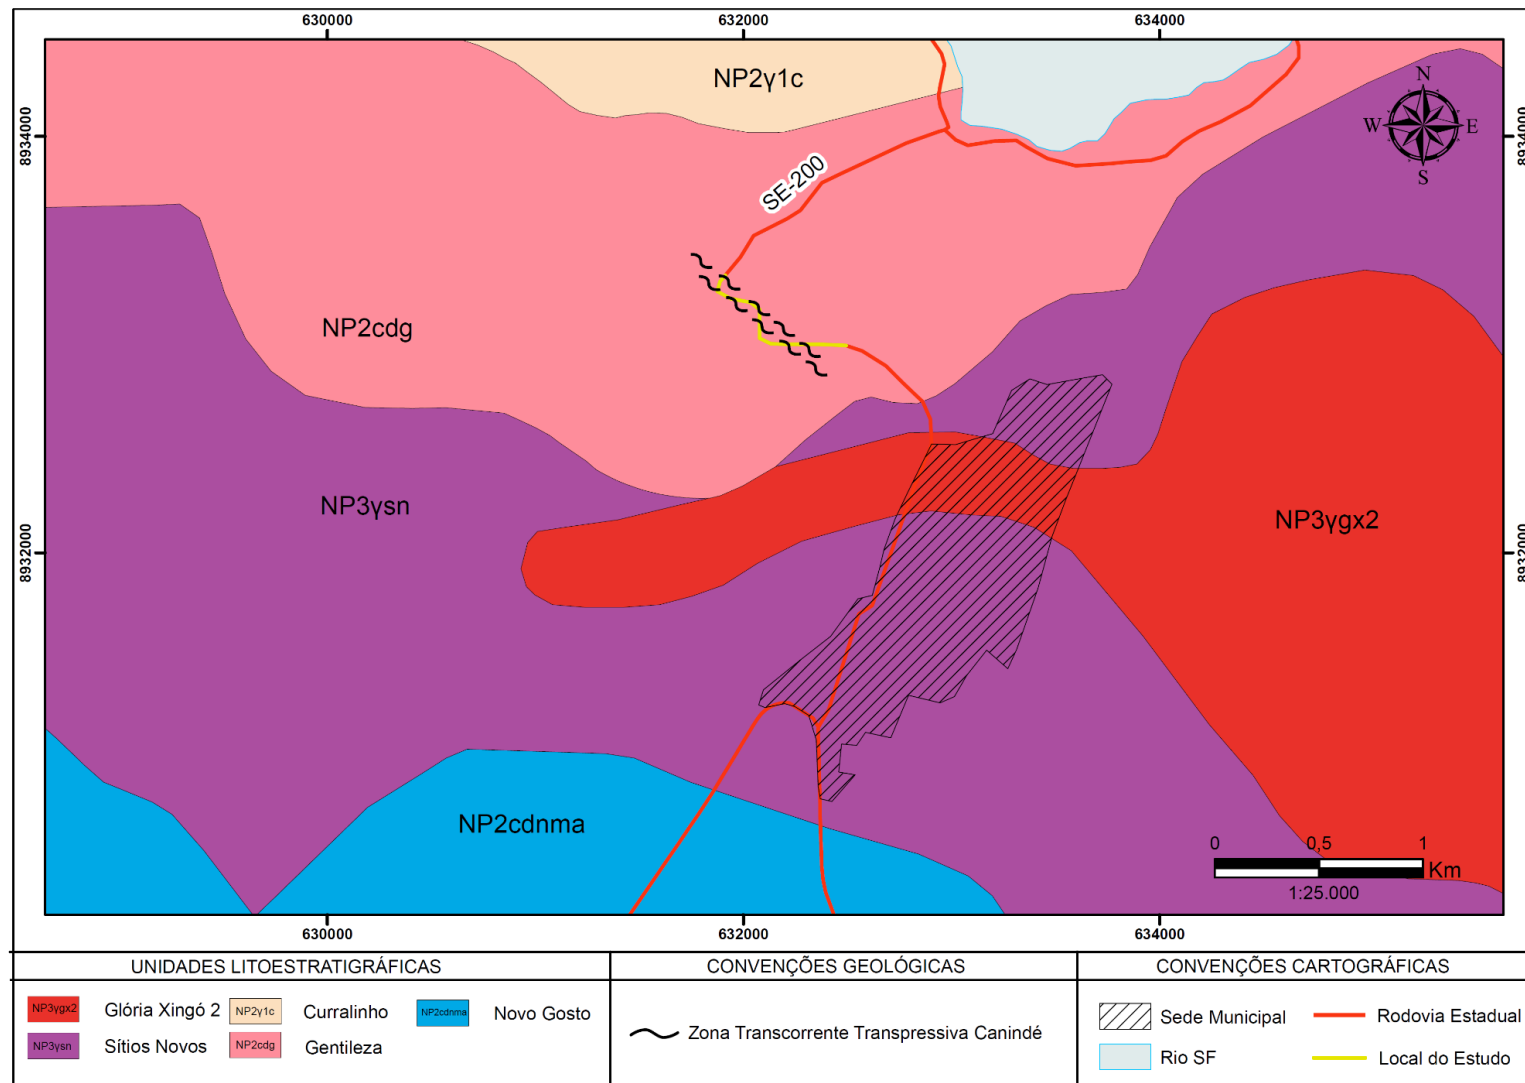 630000 632000 634000
NP2γ1c
N
W E
S
8934000
8934000
SE-200
NP2cdg
NP3γsn
NP3γgx2
8932000
8932000
NP2cdnma
0 0,5 1
Km
1:25.000
630000 632000 634000
UNIDADES LITOESTRATIGRÁFICAS
NP3γgx2 Glória Xingó 2 NP2γ1c Curralinho NP2cdnma Novo Gosto
NP3γsn Sítios Novos NP2cdg Gentileza
CONVENÇÕES GEOLÓGICAS
Zona Transcorrente Transpressiva Canindé
CONVENÇÕES CARTOGRÁFICAS
Sede Municipal Rodovia Estadual
Rio SF Local do Estudo